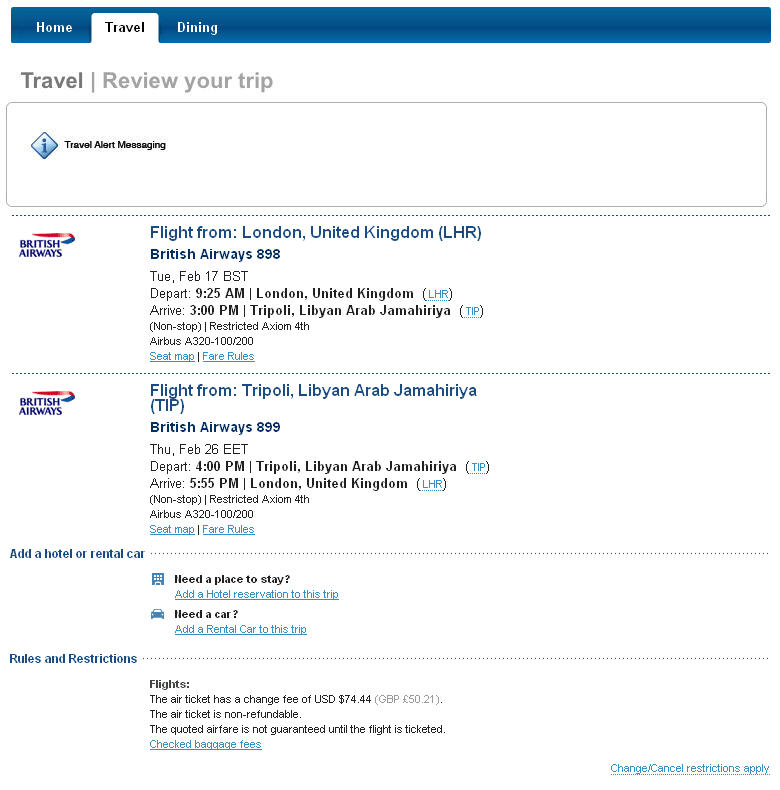 Home Travel Dining
Travel | Review your trip
Travel Alert Messaging
BRITISH AIRWAYS
Flight from: London, United Kingdom (LHR)
British Airways 898
Tue, Feb 17 BST
Depart: 9:25 AM | London, United Kingdom (LHR)
Arrive: 3:00 PM | Tripoli, Libyan Arab Jamahiriya (TIP)
(Non-stop) | Restricted Axiom 4th
Airbus A320-100/200
Seat map | Fare Rules
BRITISH AIRWAYS
Flight from: Tripoli, Libyan Arab Jamahiriya
(TIP)
British Airways 899
Thu, Feb 26 EET
Depart: 4:00 PM | Tripoli, Libyan Arab Jamahiriya (TIP)
Arrive: 5:55 PM | London, United Kingdom (LHR)
(Non-stop) | Restricted Axiom 4th
Airbus A320-100/200
Seat map | Fare Rules
Add a hotel or rental car
Need a place to stay?
Add a Hotel reservation to this trip
Need a car?
Add a Rental Car to this trip
Rules and Restrictions
Flights:
The air ticket has a change fee of USD $74.44 (GBP £50.21).
The air ticket is non-refundable.
The quoted airfare is not guaranteed until the flight is ticketed.
Checked baggage fees
Change/Cancel restrictions apply